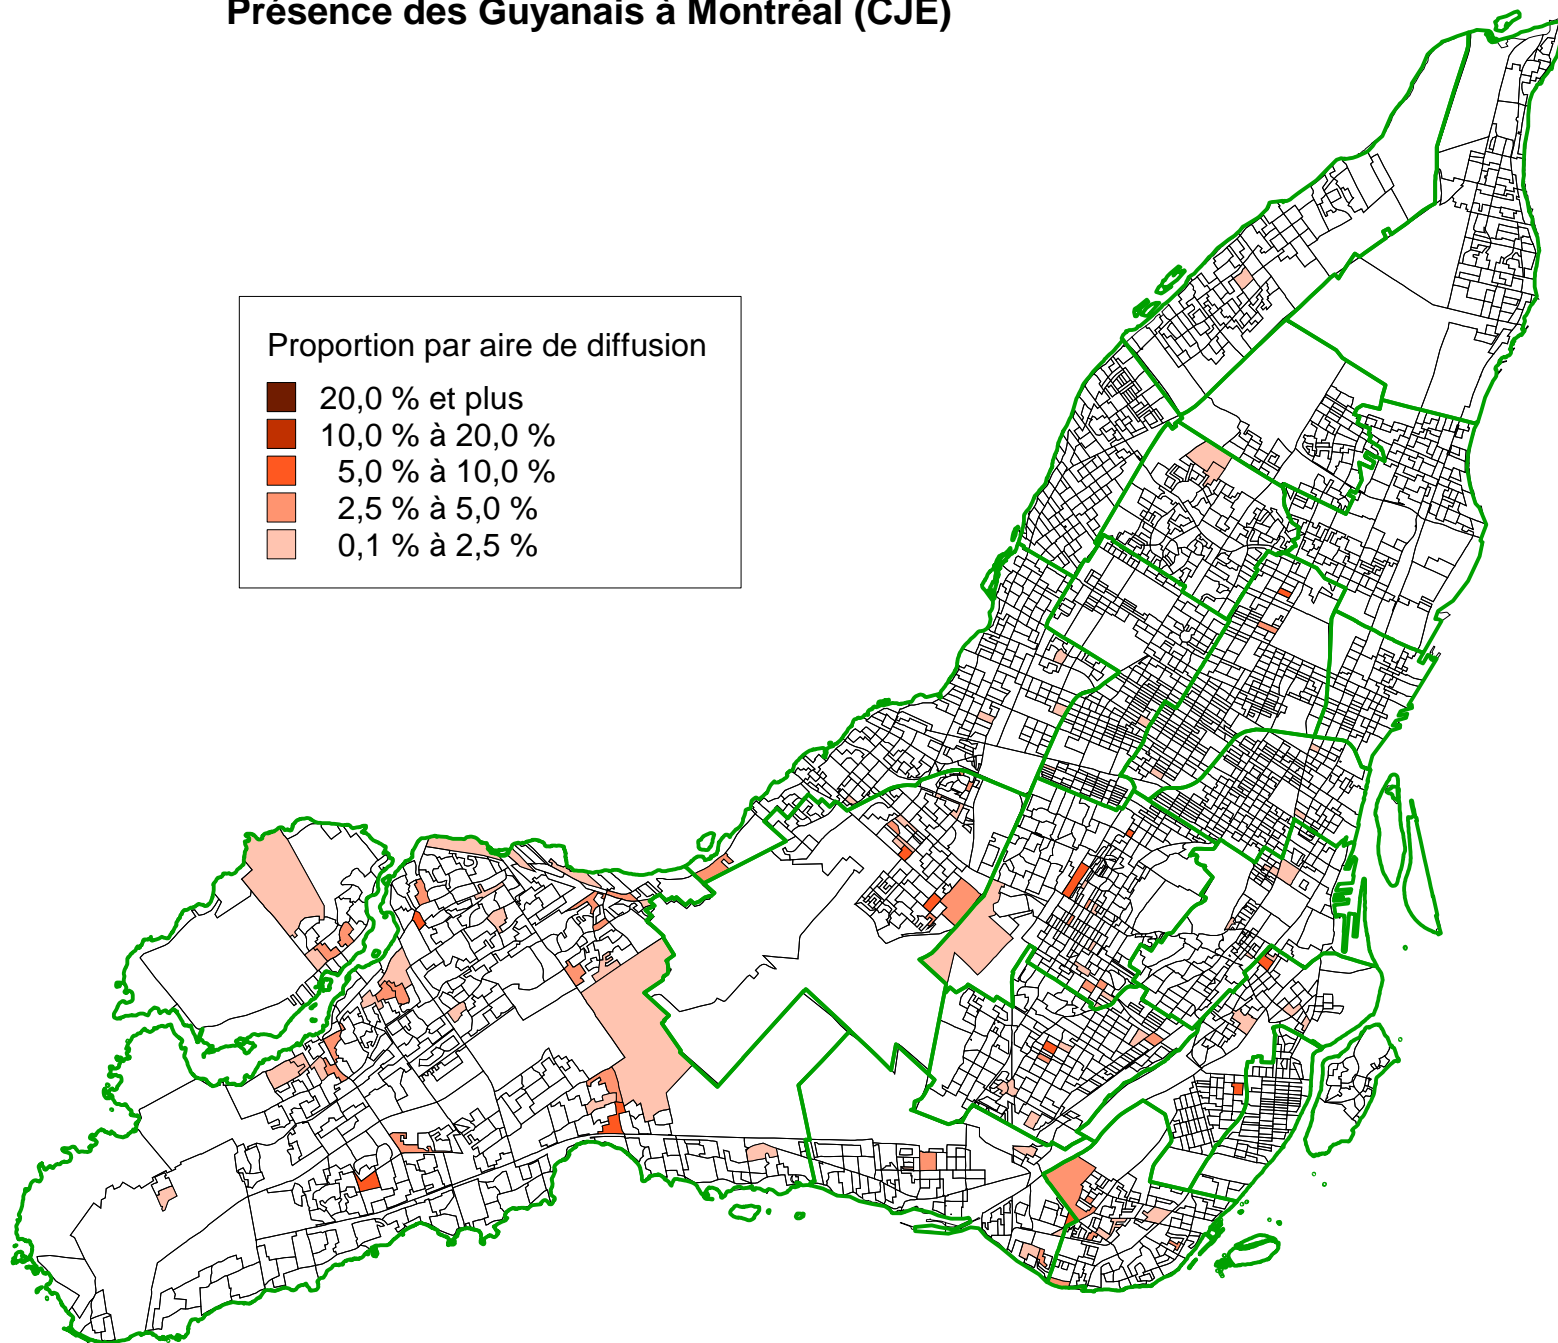 Présence des Guyanais à Montréal (CJE)
Proportion par aire de diffusion
20,0 % et plus
10,0 % à 20,0 %
5,0 % à 10,0 %
2,5 % à 5,0 %
0,1 % à 2,5 %